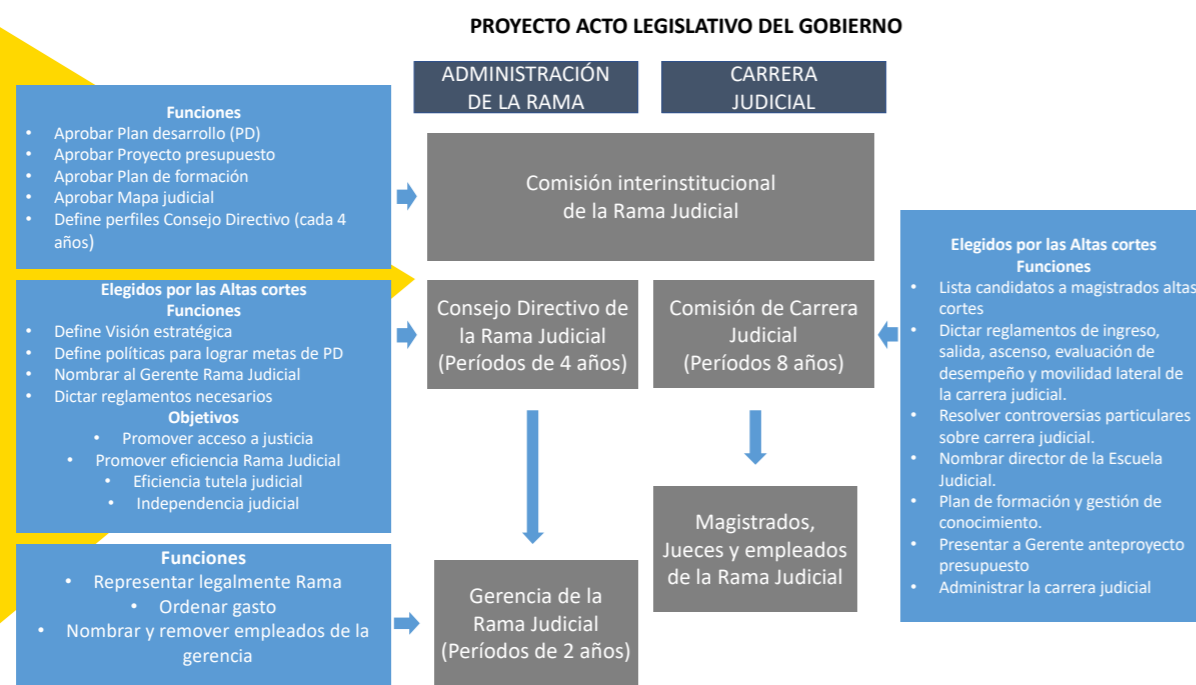 PROYECTO ACTO LEGISLATIVO DEL GOBIERNO
ADMINISTRACIÓN
DE LA RAMA
CARRERA
JUDICIAL
Funciones
• Aprobar Plan desarrollo (PD)
• Aprobar Proyecto presupuesto
• Aprobar Plan de formación
• Aprobar Mapa judicial
• Define perfiles Consejo Directivo (cada 4
años)
Comisión interinstitucional
de la Rama Judicial
Elegidos por las Altas cortes
Funciones
• Define Visión estratégica
• Define políticas para lograr metas de PD
• Nombrar al Gerente Rama Judicial
• Dictar reglamentos necesarios
Objetivos
• Promover acceso a justicia
• Promover eficiencia Rama Judicial
• Eficiencia tutela judicial
• Independencia judicial
Consejo Directivo de
la Rama Judicial
(Períodos de 4 años)
Comisión de Carrera
Judicial
(Períodos 8 años)
Elegidos por las Altas cortes
Funciones
• Lista candidatos a magistrados altas
cortes
• Dictar reglamentos de ingreso,
salida, ascenso, evaluación de
desempeño y movilidad lateral de
la carrera judicial.
• Resolver controversias particulares
sobre carrera judicial.
• Nombrar director de la Escuela
Judicial.
• Plan de formación y gestión de
conocimiento.
• Presentar a Gerente anteproyecto
presupuesto
• Administrar la carrera judicial
Magistrados,
Jueces y empleados
de la Rama Judicial
Funciones
• Representar legalmente Rama
• Ordenar gasto
• Nombrar y remover empleados de la
gerencia
Gerencia de la
Rama Judicial
(Períodos de 2 años)